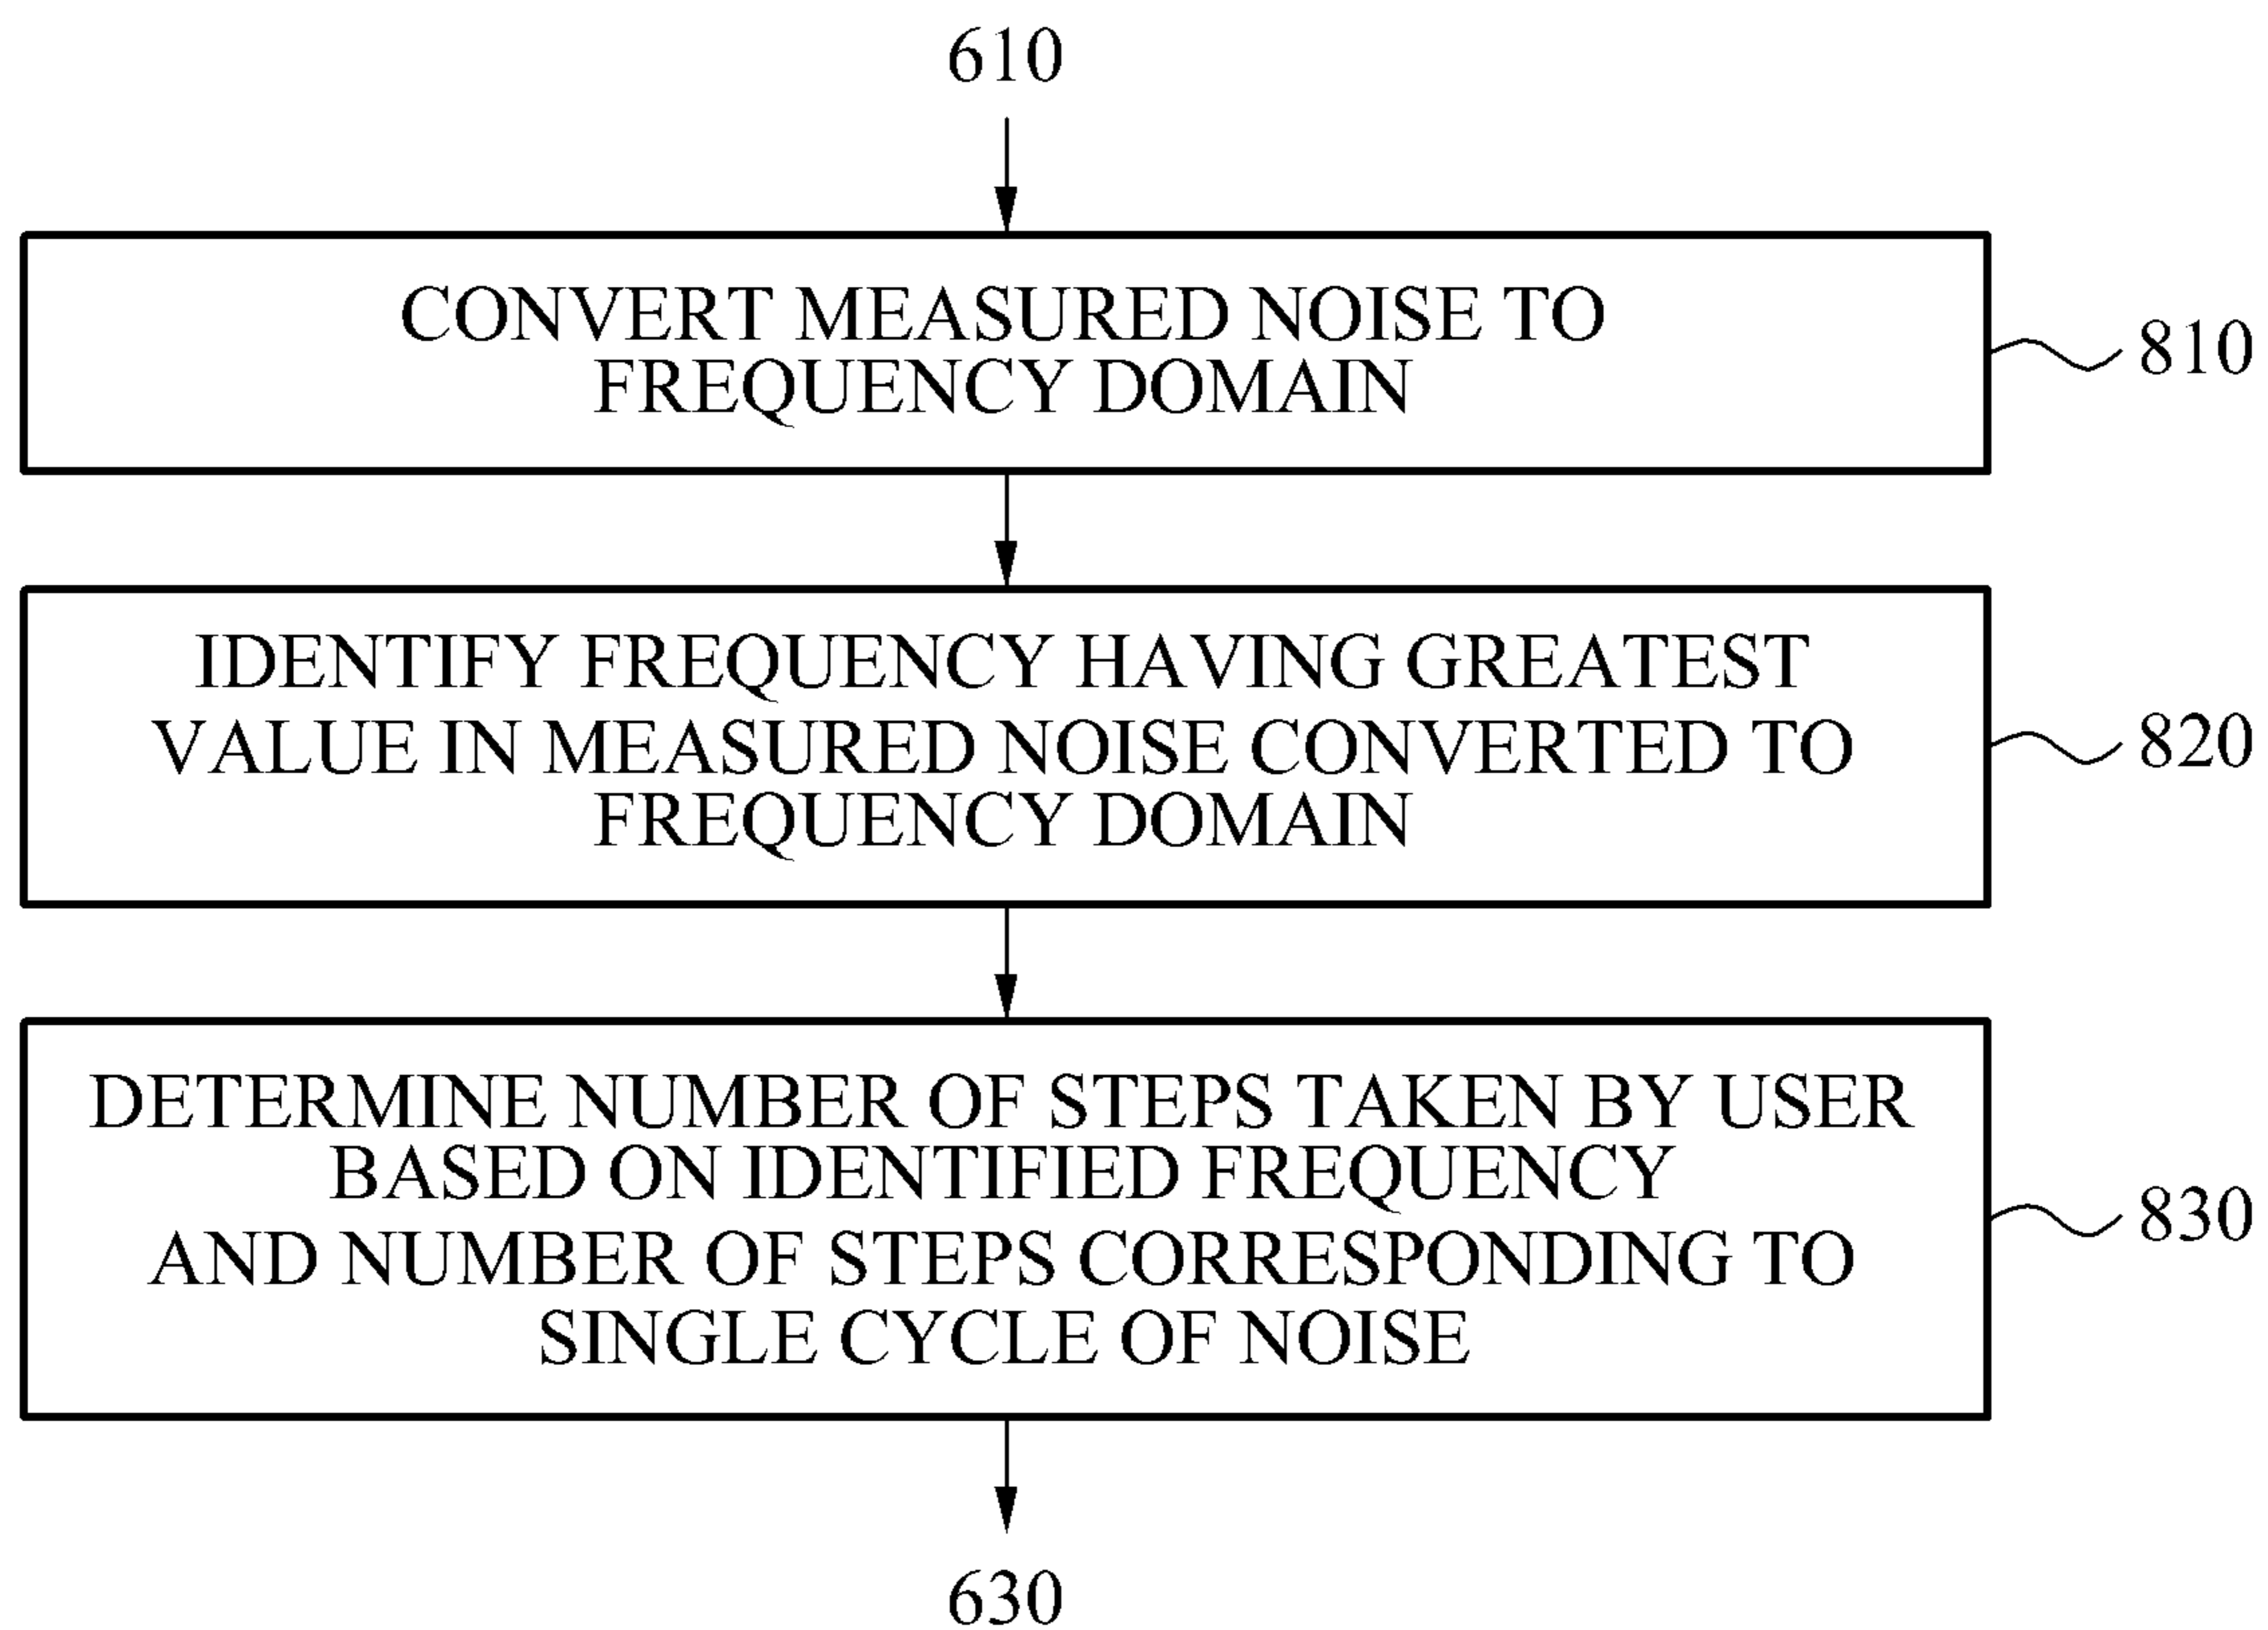 610
CONVERT MEASURED NOISE TO
FREQUENCY DOMAIN
810
IDENTIFY FREQUENCY HAVING GREATEST
VALUE IN MEASURED NOISE CONVERTED TO
FREQUENCY DOMAIN
820
DETERMINE NUMBER OF STEPS TAKEN BY USER
BASED ON IDENTIFIED FREQUENCY
AND NUMBER OF STEPS CORRESPONDING TO
SINGLE CYCLE OF NOISE
830
630